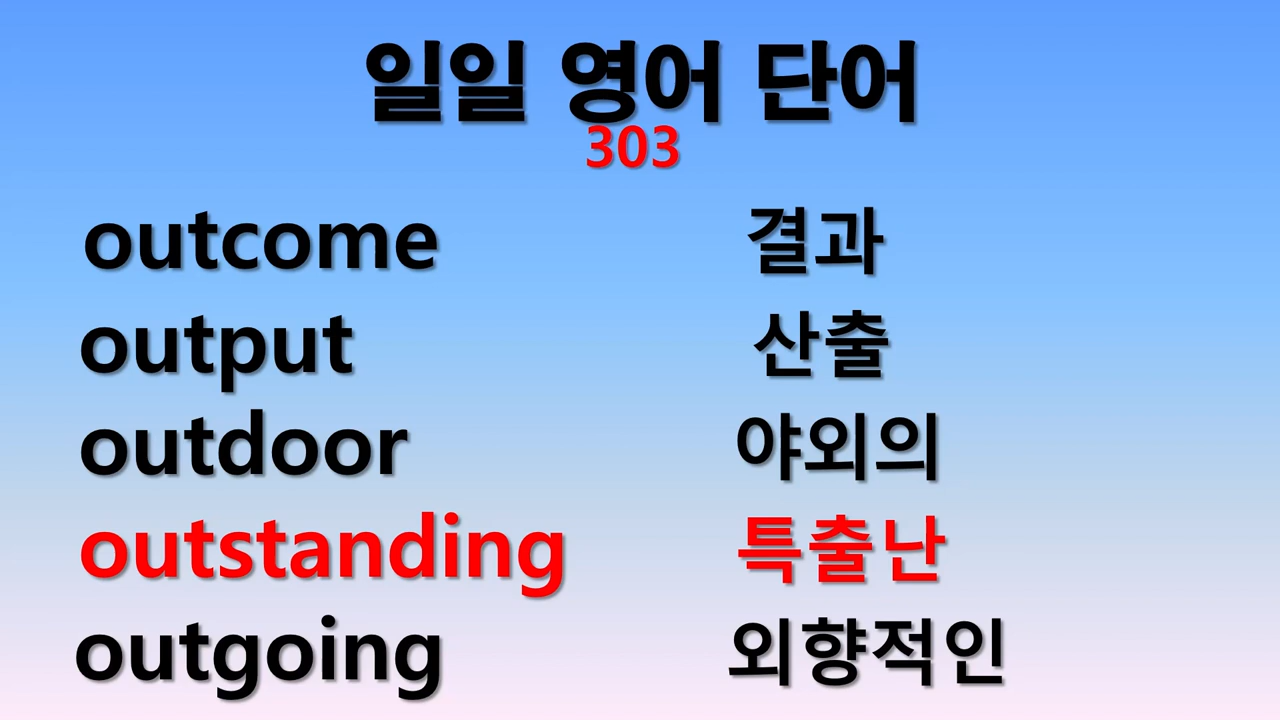 일일 영어 단어
303
outcome 결과
output 산출
outdoor 야외의
outstanding 특출난
outgoing 외향적인